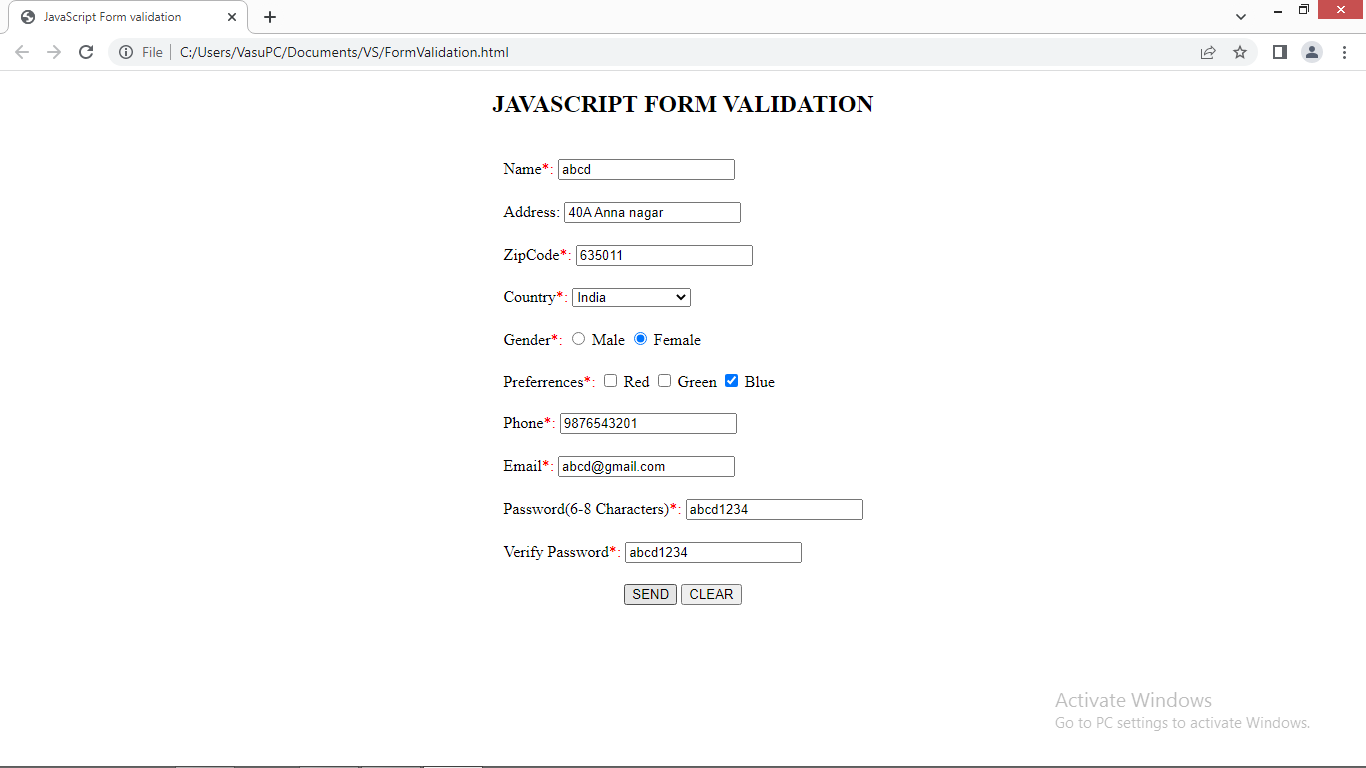 JavaScript Form validation
File C:/Users/VasuPC/Documents/VS/FormValidation.html
JAVASCRIPT FORM VALIDATION
Name*: abcd
Address: 40A Anna nagar
ZipCode*: 635011
Country*: India
Gender*: Male Female
Preferrences*: Red Green Blue
Phone*: 9876543201
Email*: abcd@gmail.com
Password(6-8 Characters)*: abcd1234
Verify Password*: abcd1234
SEND CLEAR
Activate Windows
Go to PC settings to activate Windows.